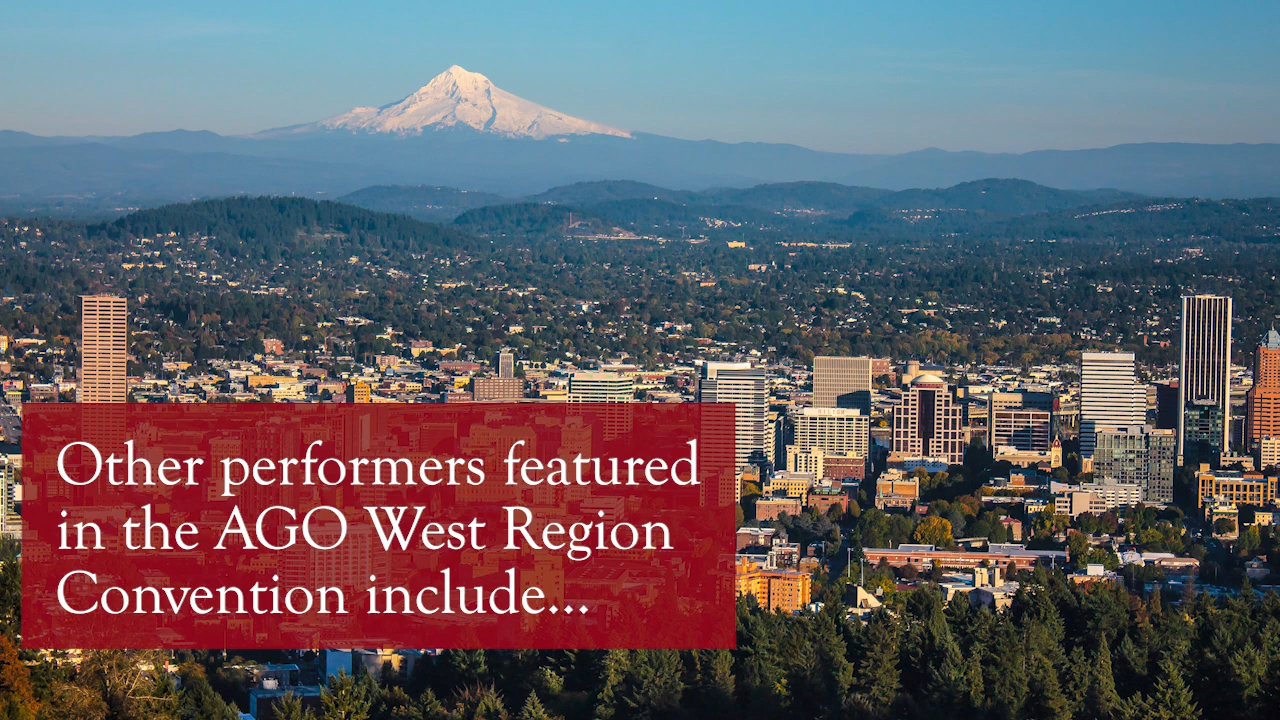 Other performers featured
in the AGO West Region
Convention include...